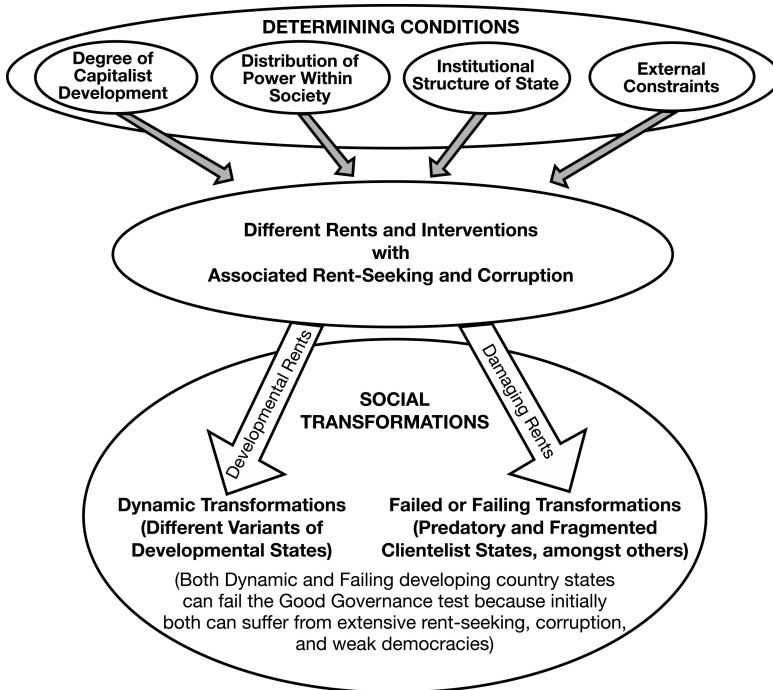 DETERMINING CONDITIONS
Degree of
Capitalist
Development
Distribution of
Power Within
Society
Institutional
Structure of State
External
Constraints
Different Rents and Interventions
with
Associated Rent-Seeking and Corruption
Developmental Rents
Damaging Rents
SOCIAL
TRANSFORMATIONS
Dynamic Transformations
(Different Variants of
Developmental States)
Failed or Failing Transformations
(Predatory and Fragmented
Clientelist States, amongst others)
(Both Dynamic and Failing developing country states
can fail the Good Governance test because initially
both can suffer from extensive rent-seeking, corruption,
and weak democracies)